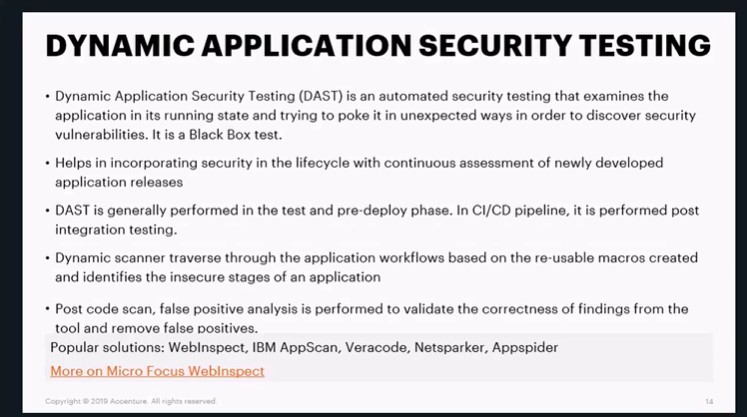 DYNAMIC APPLICATION SECURITY TESTING
• Dynamic Application Security Testing (DAST) is an automated security testing that examines the
application in its running state and trying to poke it in unexpected ways in order to discover security
vulnerabilities. It is a Black Box test.
• Helps in incorporating security in the lifecycle with continuous assessment of newly developed
application releases
• DAST is generally performed in the test and pre-deploy phase. In CI/CD pipeline, it is performed post
integration testing.
• Dynamic scanner traverse through the application workflows based on the re-usable macros created
and identifies the insecure stages of an application
• Post code scan, false positive analysis is performed to validate the correctness of findings from the
tool and remove false positives.
Popular solutions: WebInspect, IBM AppScan, Veracode, Netsparker, Appspider
More on Micro Focus WebInspect
Copyright © 2019 Accenture. All rights reserved.
14